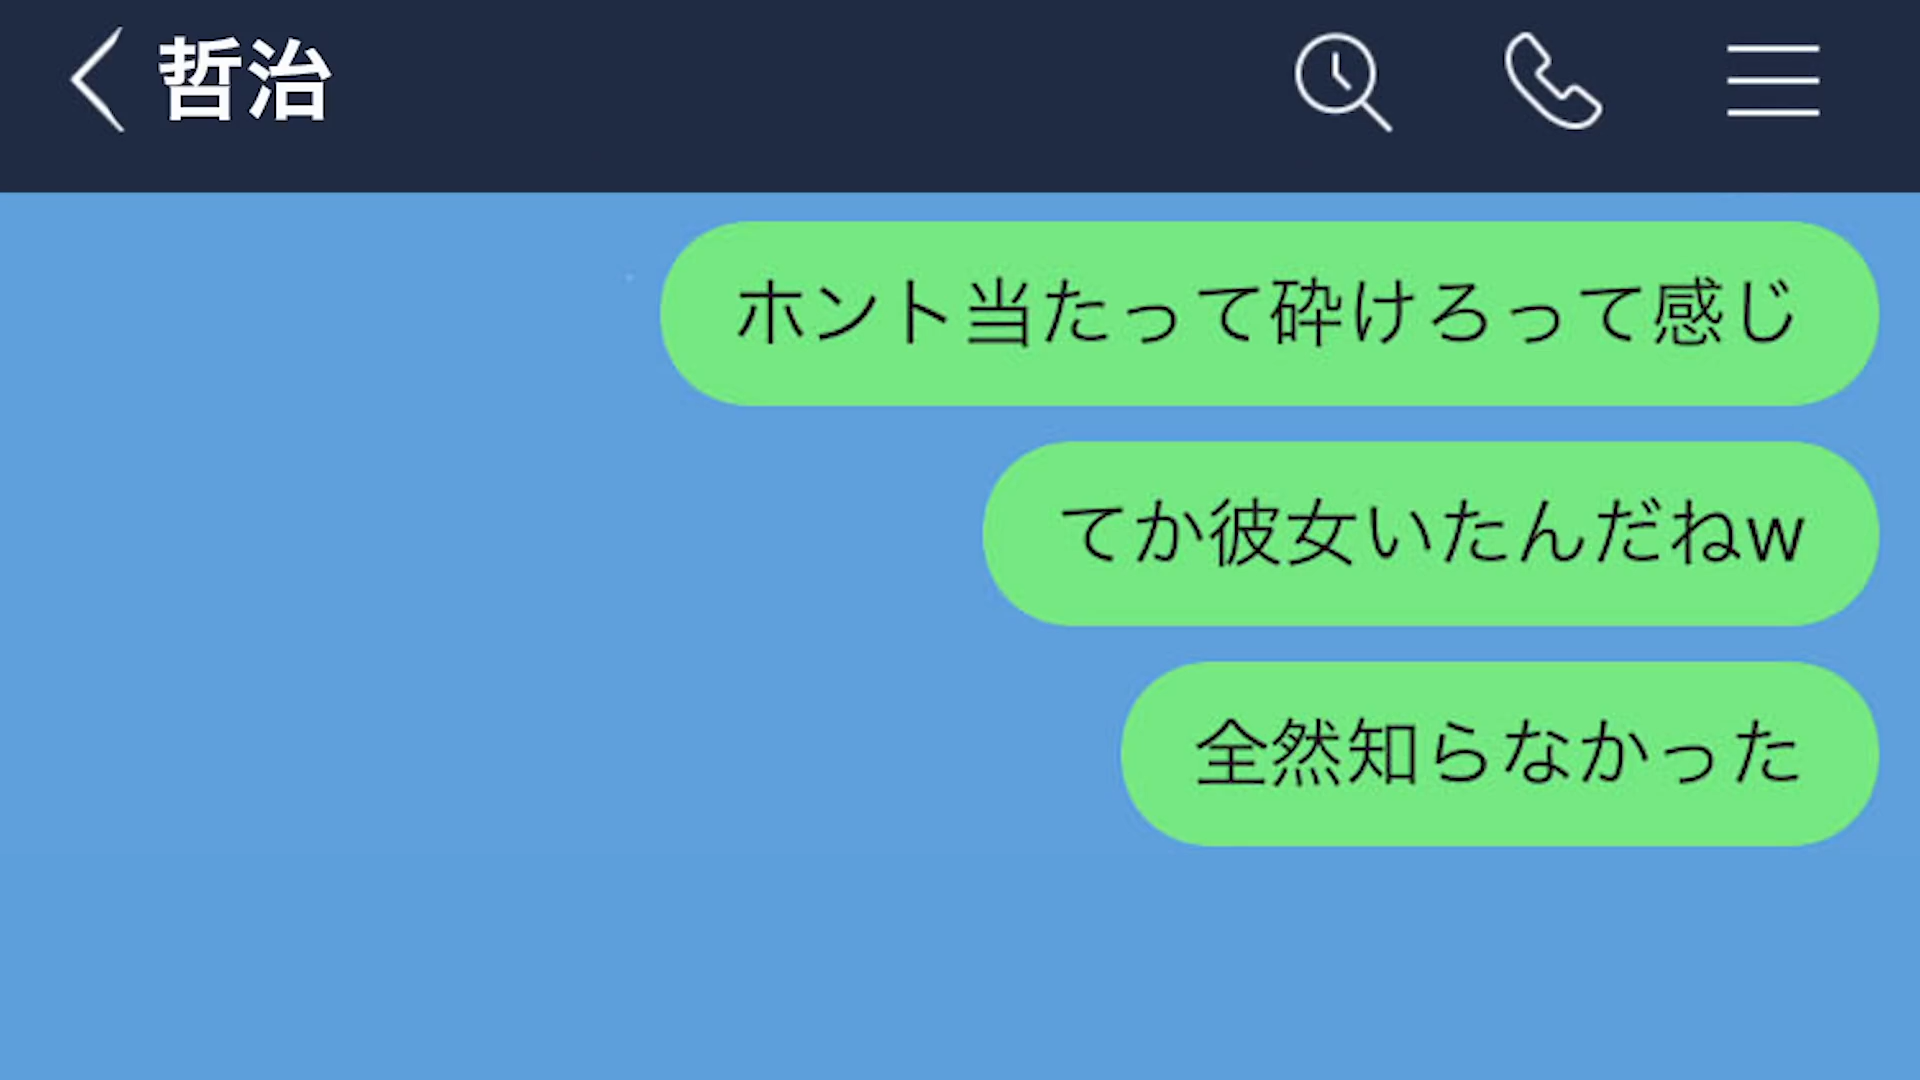 哲治
ホント当たって砕けろって感じ
てか彼女いたんだねw
全然知らなかった